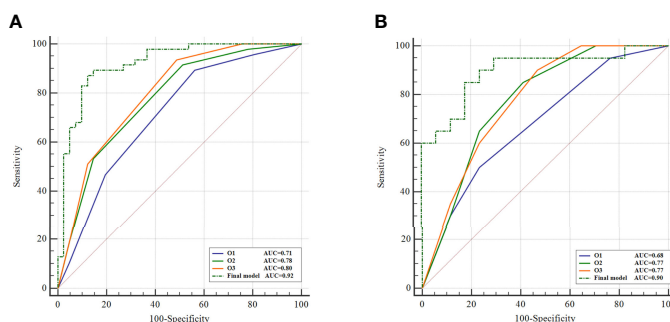 A
100
80
60
40
20
0
Sensitivity
0 20 40 60 80 100
100-Specificity
O1 AUC=0.71
O2 AUC=0.78
O3 AUC=0.80
Final model AUC=0.92
B
100
80
60
40
20
0
Sensitivity
0 20 40 60 80 100
100-Specificity
O1 AUC=0.68
O2 AUC=0.77
O3 AUC=0.77
Final model AUC=0.90